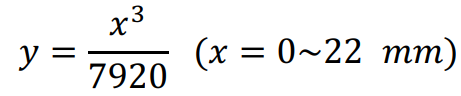 y = x³/7920 (x = 0~22 mm)